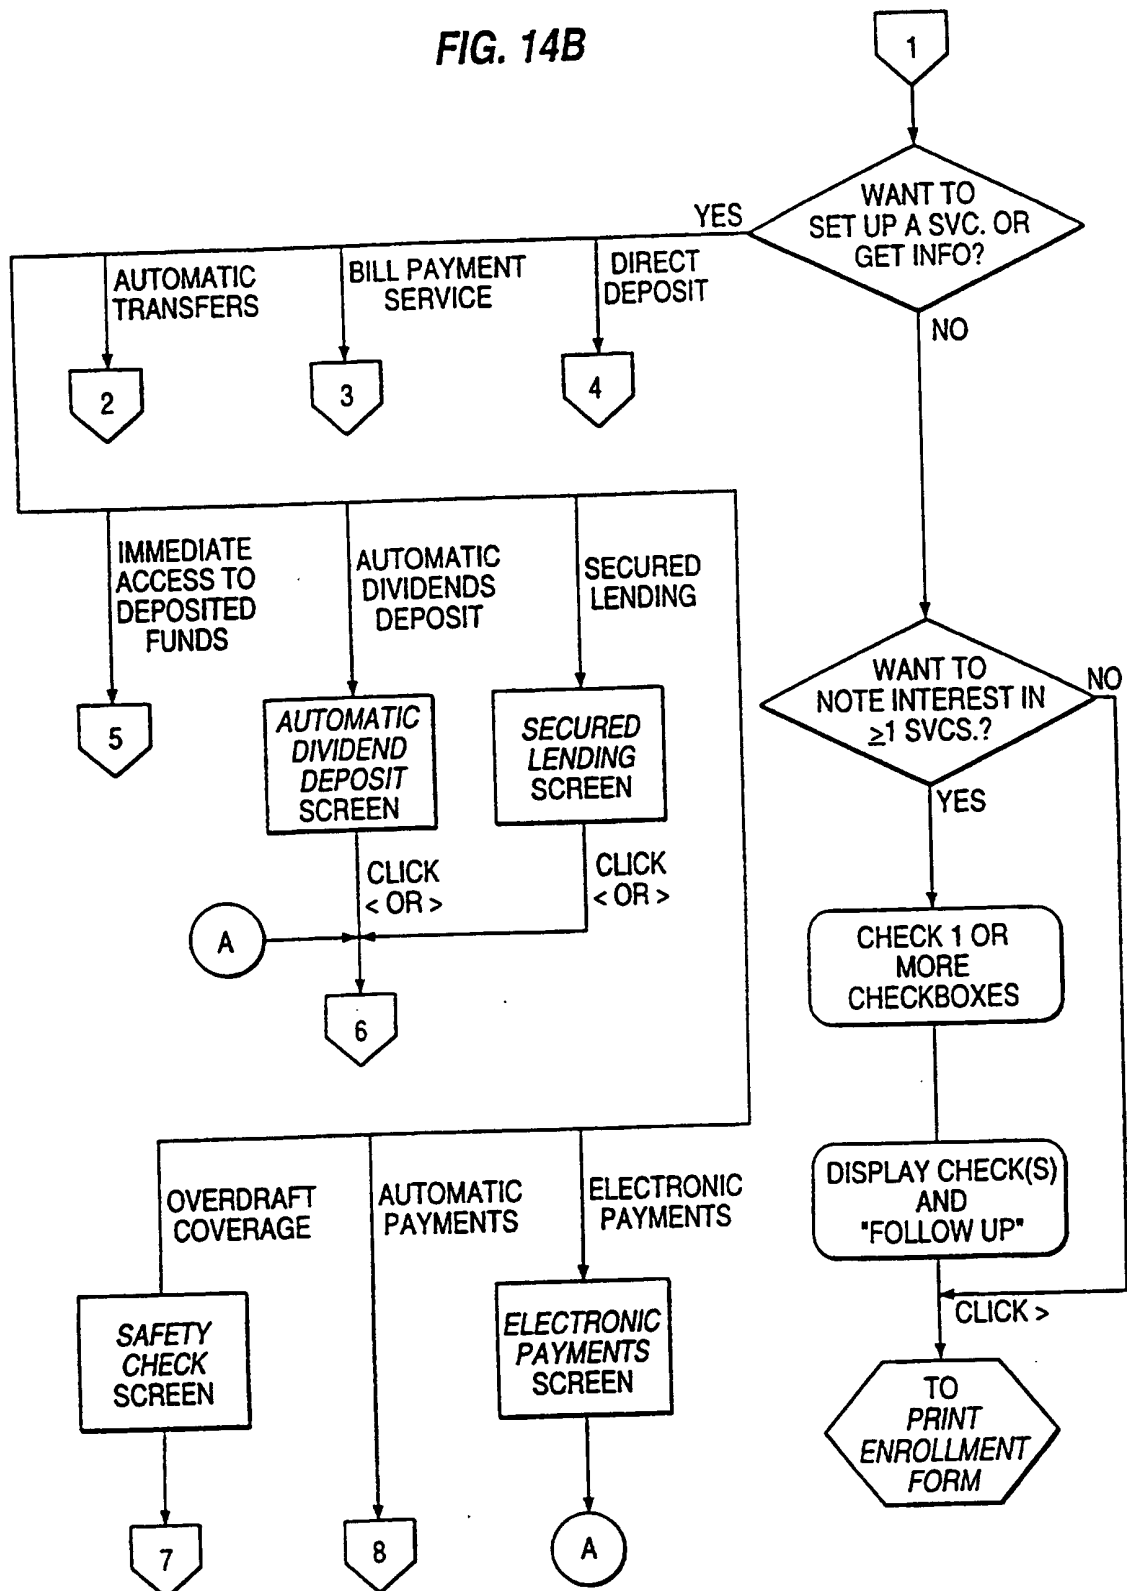 FIG. 14B
1
WANT TO
SET UP A SVC. OR
GET INFO?
YES
NO
AUTOMATIC
TRANSFERS
BILL PAYMENT
SERVICE
DIRECT
DEPOSIT
2
3
4
IMMEDIATE
ACCESS TO
DEPOSITED
FUNDS
AUTOMATIC
DIVIDENDS
DEPOSIT
SECURED
LENDING
5
AUTOMATIC
DIVIDEND
DEPOSIT
SCREEN
SECURED
LENDING
SCREEN
CLICK
< OR >
CLICK
< OR >
A
6
WANT TO
NOTE INTEREST IN
≥1 SVCS.?
NO
YES
CHECK 1 OR
MORE
CHECKBOXES
DISPLAY CHECK(S)
AND
"FOLLOW UP"
CLICK >
TO
PRINT
ENROLLMENT
FORM
OVERDRAFT
COVERAGE
AUTOMATIC
PAYMENTS
ELECTRONIC
PAYMENTS
SAFETY
CHECK
SCREEN
ELECTRONIC
PAYMENTS
SCREEN
7
8
A